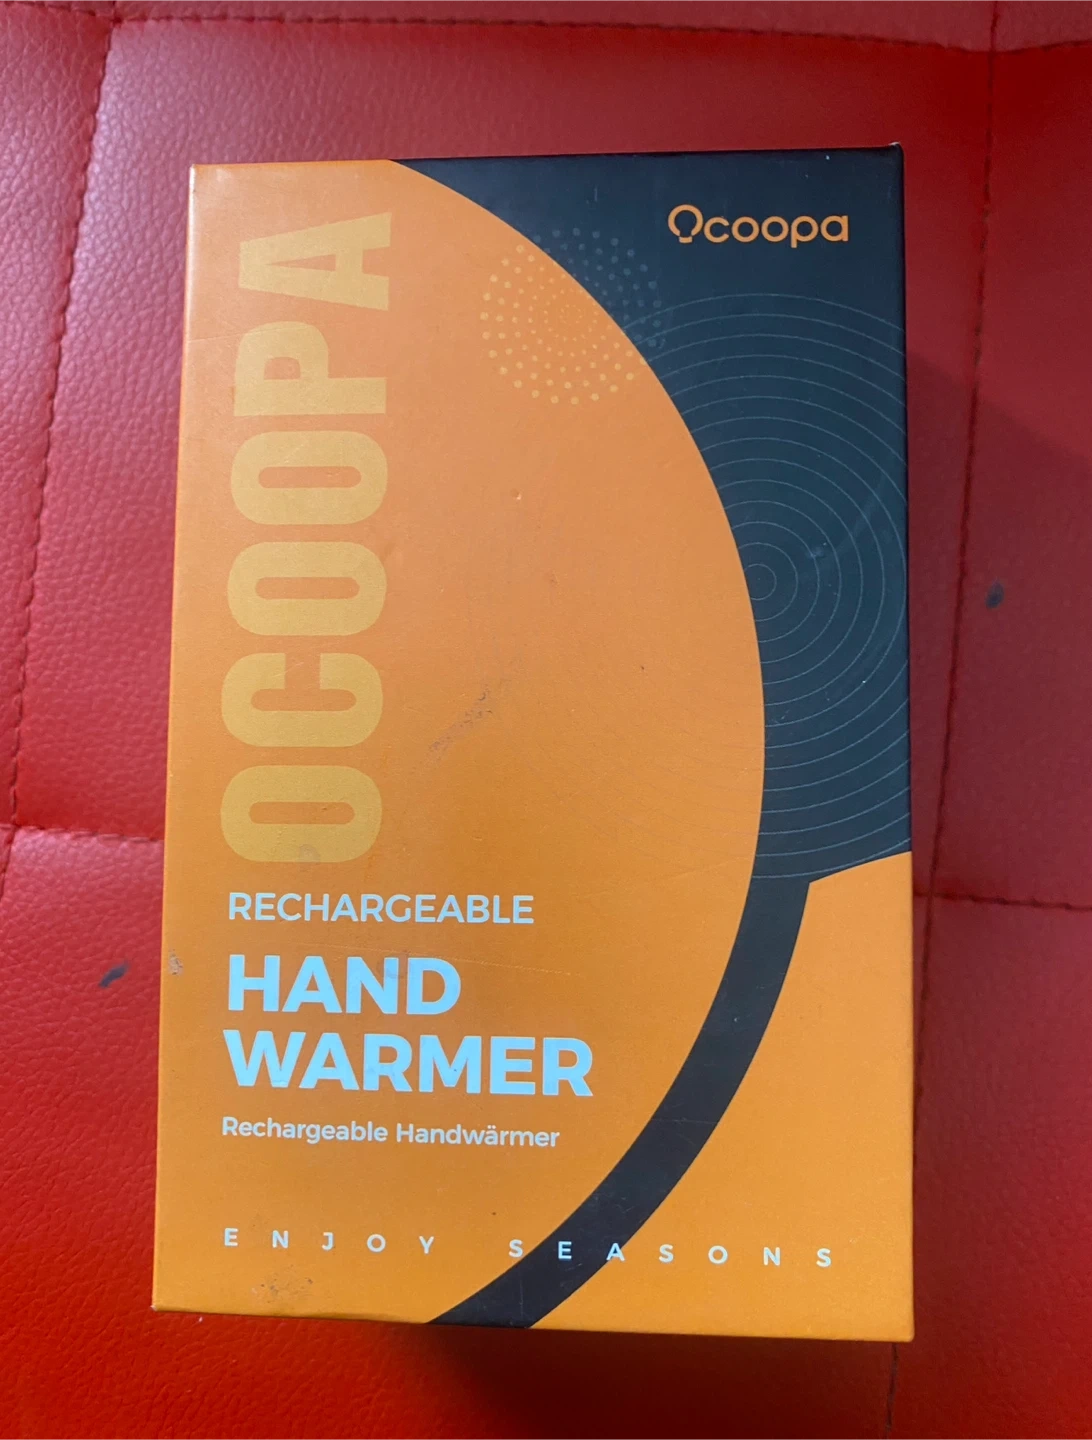 Ocoopa
OCOOPA
RECHARGEABLE
HAND
WARMER
Rechargeable Handwärmer
ENJOY SEASONS